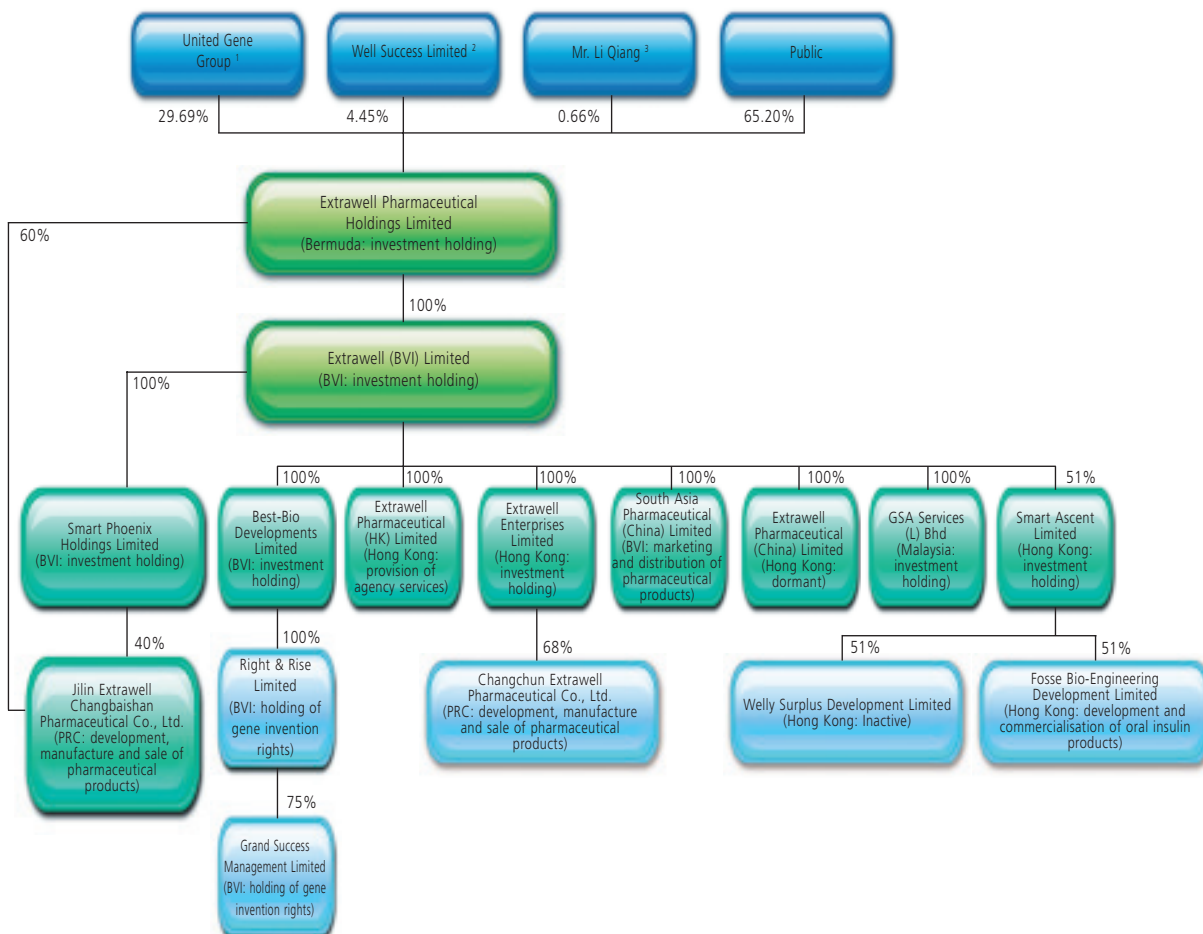 United Gene
Group 1
Well Success Limited 2
Mr. Li Qiang 3
Public
29.69%
4.45%
0.66%
65.20%
Extrawell Pharmaceutical
Holdings Limited
(Bermuda: investment holding)
60%
100%
Extrawell (BVI) Limited
(BVI: investment holding)
100%
100%
100%
100%
100%
100%
100%
51%
Smart Phoenix
Holdings Limited
(BVI: investment holding)
Best-Bio
Developments
Limited
(BVI: investment
holding)
Extrawell
Pharmaceutical
(HK) Limited
(Hong Kong:
provision of
agency services)
Extrawell
Enterprises
Limited
(Hong Kong:
investment
holding)
South Asia
Pharmaceutical
(China) Limited
(BVI: marketing
and distribution of
pharmaceutical
products)
Extrawell
Pharmaceutical
(China) Limited
(Hong Kong:
dormant)
GSA Services
(L) Bhd
(Malaysia:
investment
holding)
Smart Ascent
Limited
(Hong Kong:
investment
holding)
40%
100%
68%
51%
51%
Jilin Extrawell
Changbaishan
Pharmaceutical Co., Ltd.
(PRC: development,
manufacture and sale of
pharmaceutical
products)
Right & Rise
Limited
(BVI: holding of
gene invention
rights)
Changchun Extrawell
Pharmaceutical Co., Ltd.
(PRC: development, manufacture
and sale of pharmaceutical
products)
Welly Surplus Development Limited
(Hong Kong: Inactive)
Fosse Bio-Engineering
Development Limited
(Hong Kong: development and
commercialisation of oral insulin
products)
75%
Grand Success
Management Limited
(BVI: holding of gene
invention rights)